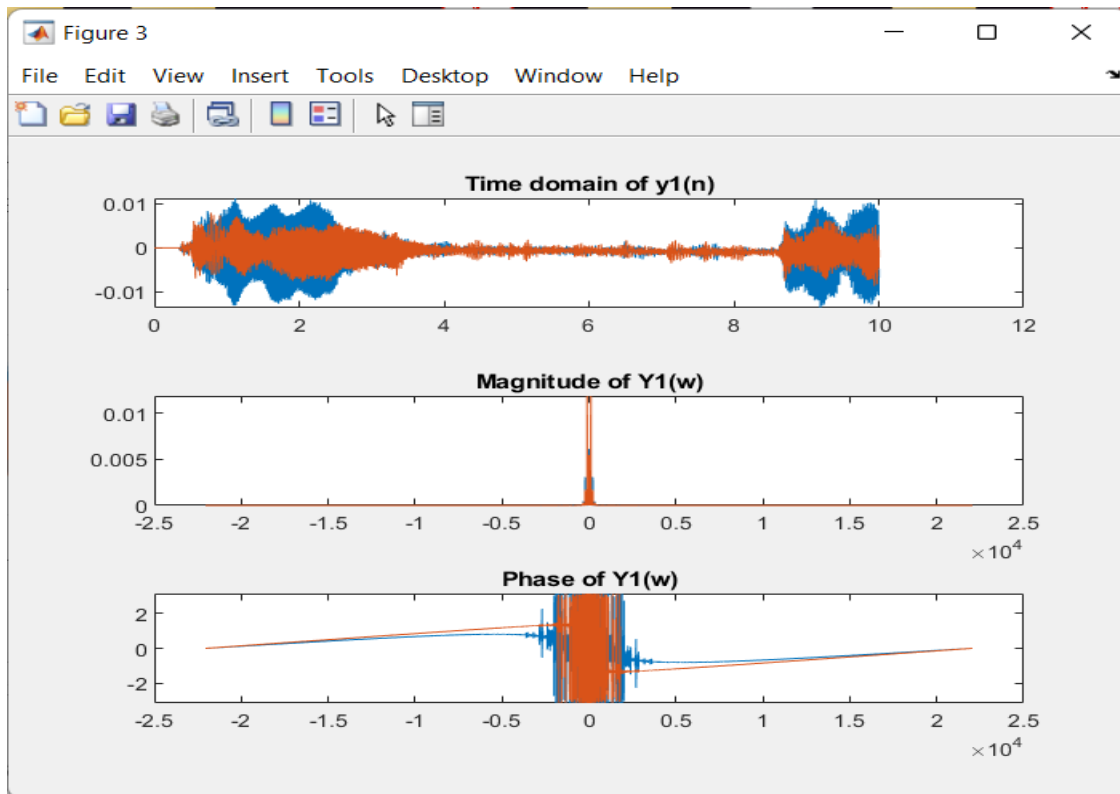 Figure 3
File Edit View Insert Tools Desktop Window Help
Time domain of y1(n)
0.01
0
-0.01
0 2 4 6 8 10 12
Magnitude of Y1(w)
0.01
0.005
0
-2.5 -2 -1.5 -1 -0.5 0 0.5 1 1.5 2 2.5
×10^4
Phase of Y1(w)
2
0
-2
-2.5 -2 -1.5 -1 -0.5 0 0.5 1 1.5 2 2.5
×10^4